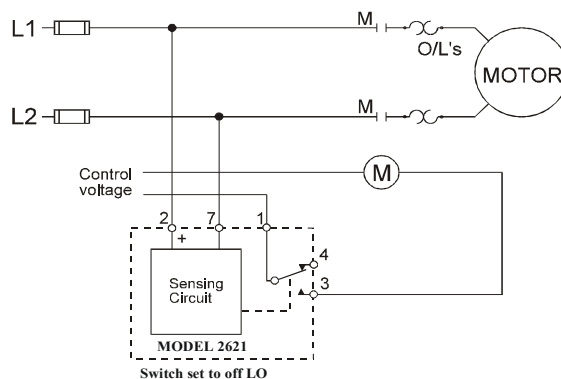 L1
M
O/L's
MOTOR
L2
M
Control
voltage
M
2
7
1
+
4
3
Sensing
Circuit
MODEL 2621
Switch set to off LO